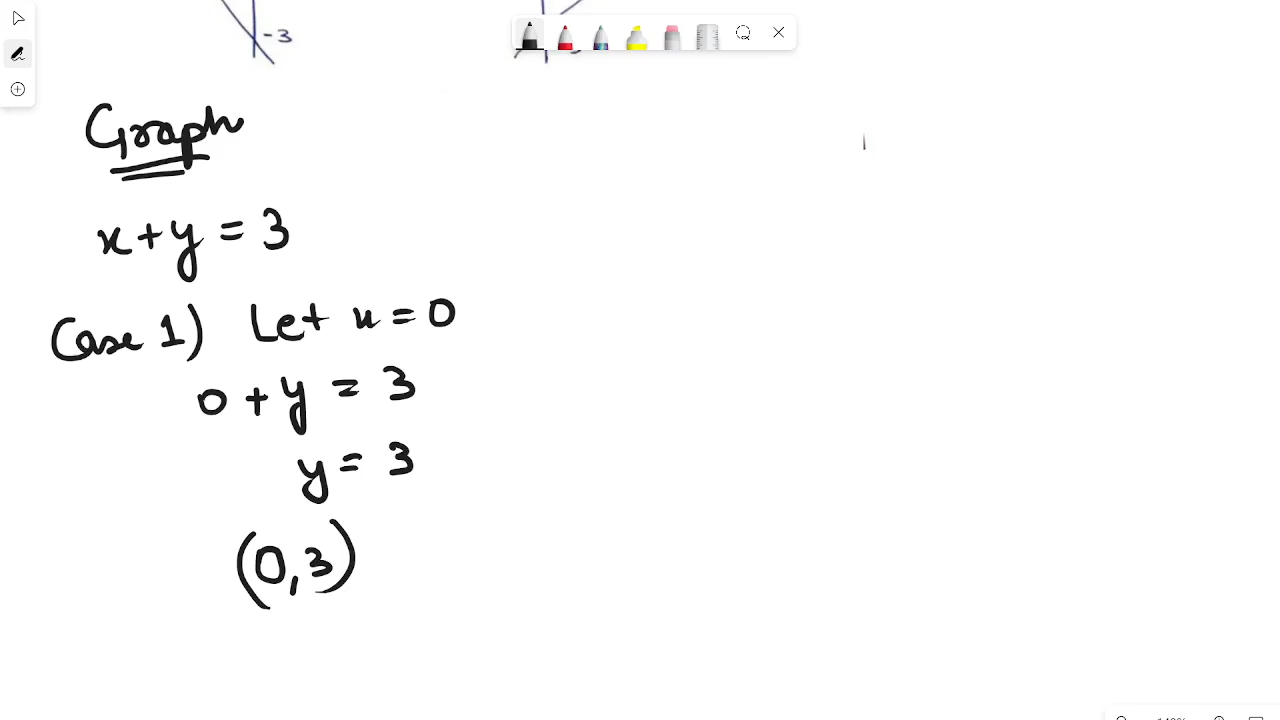 -3
Graph
x+y = 3
Case 1) Let x = 0
0 + y = 3
y = 3
(0,3)